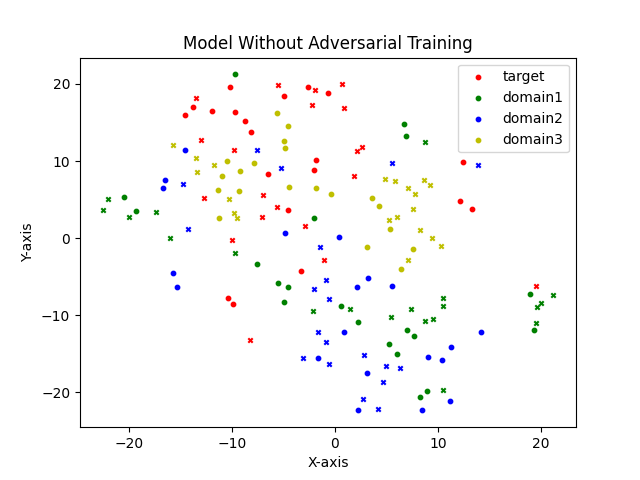 Model Without Adversarial Training
target
domain1
domain2
domain3
20
10
0
−10
−20
Y-axis
−20
−10
0
10
20
X-axis